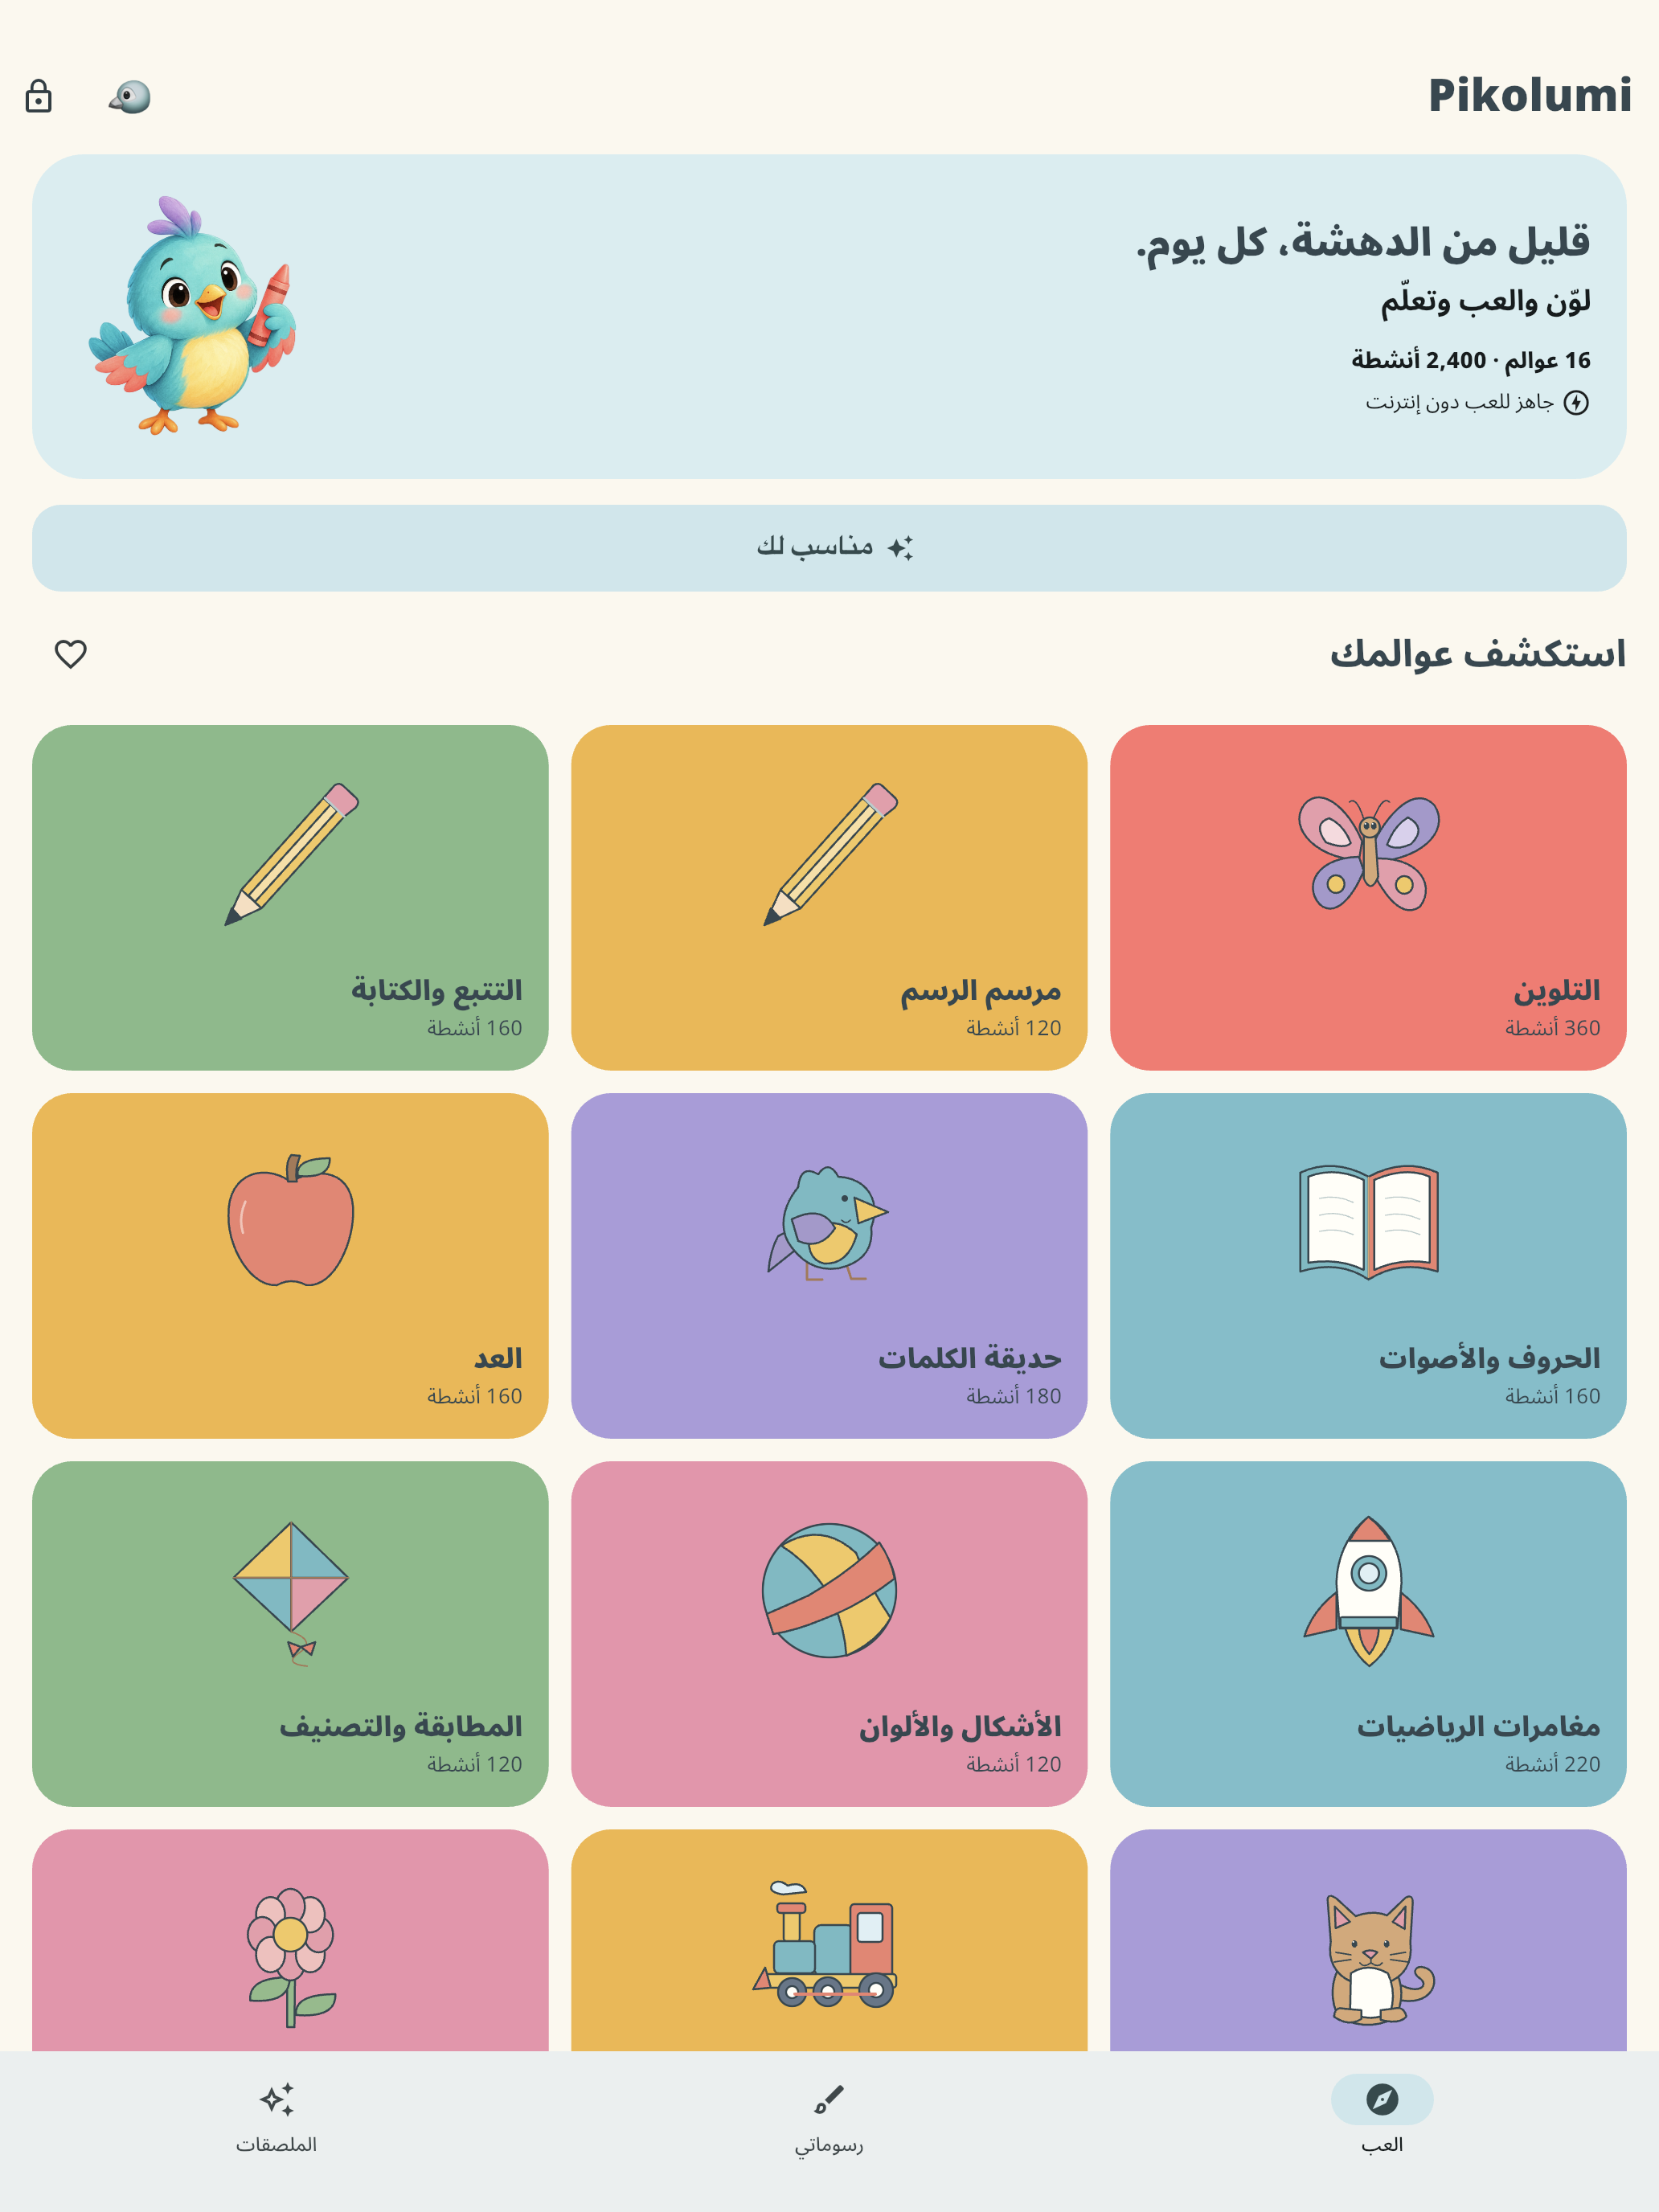 Pikolumi
قليل من الدهشة، كل يوم.
لوّن والعب وتعلّم
16 عوالم · 2,400 أنشطة
جاهز للعب دون إنترنت
مناسب لك
استكشف عوالمك
التلوين
360 أنشطة
مرسم الرسم
120 أنشطة
التتبع والكتابة
160 أنشطة
الحروف والأصوات
160 أنشطة
حديقة الكلمات
180 أنشطة
العد
160 أنشطة
مغامرات الرياضيات
220 أنشطة
الأشكال والألوان
120 أنشطة
المطابقة والتصنيف
120 أنشطة
العب
رسوماتي
الملصقات